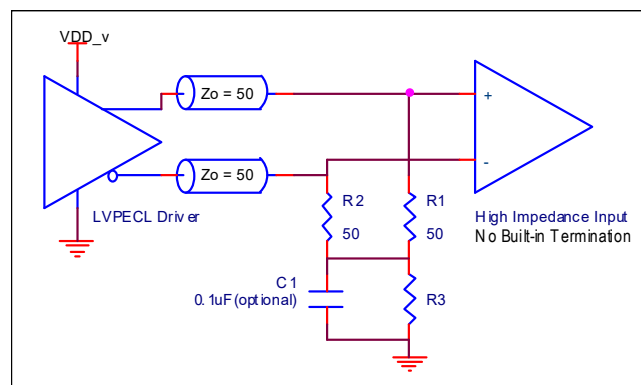 VDD_v
Zo = 50
+
Zo = 50
-
LVPECL Driver
R2
50
R1
50
High Impedance Input
No Built-in Termination
C1
0.1uF (optional)
R3